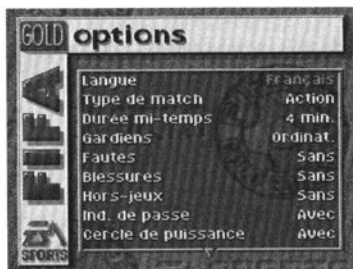 GOLD options
FIFA
Langue Français
Type de match Action
Durée mi-temps 4 min.
Gardiens Ordinat.
Fautes Sans
Blessures Sans
Hors-jeux Sans
Ind. de passe Avec
Cercle de puissance Avec
EA
SPORTS